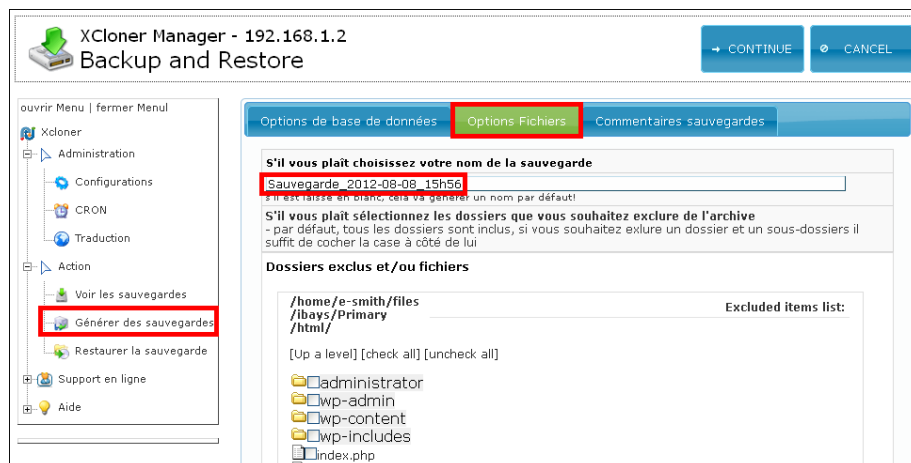 XCloner Manager - 192.168.1.2
Backup and Restore
→ CONTINUE
CANCEL
ouvrir Menu | fermer Menul
Xcloner
Administration
Configurations
CRON
Traduction
Action
Voir les sauvegardes
Générer des sauvegardes
Restaurer la sauvegarde
Support en ligne
Aide
Options de base de données
Options Fichiers
Commentaires sauvegardes
S'il vous plaît choisissez votre nom de la sauvegarde
Sauvegarde_2012-08-08_15h56
s'il est laissé en blanc, cela va générer un nom par défaut!
S'il vous plaît sélectionnez les dossiers que vous souhaitez exclure de l'archive
- par défaut, tous les dossiers sont inclus, si vous souhaitez exlure un dossier et un sous-dossiers il
suffit de cocher la case à côté de lui
Dossiers exclus et/ou fichiers
/home/e-smith/files
/ibays/Primary
/html/
Excluded items list:
[Up a level] [check all] [uncheck all]
administrator
wp-admin
wp-content
wp-includes
index.php